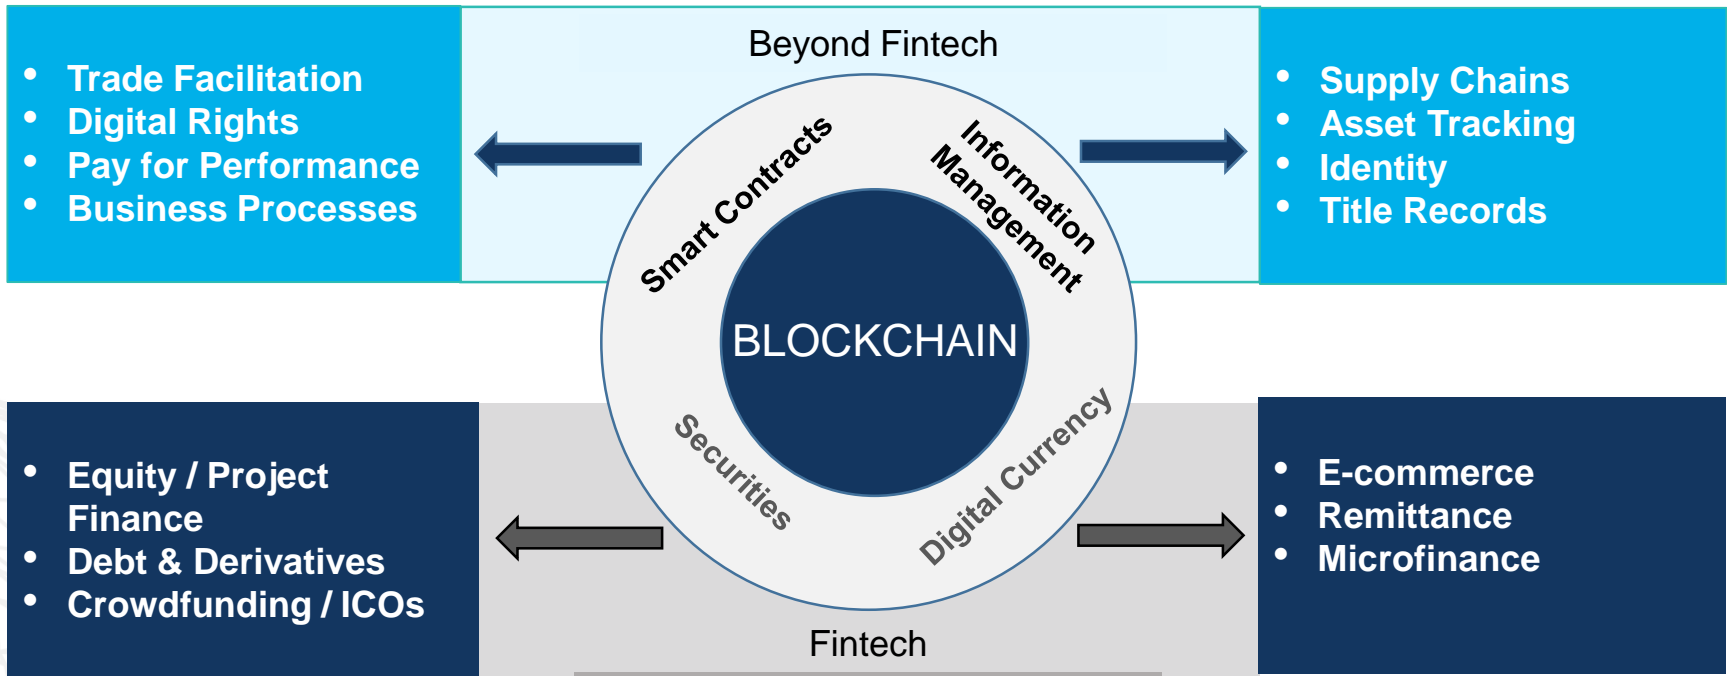 Beyond Fintech
• Trade Facilitation
• Digital Rights
• Pay for Performance
• Business Processes
Smart Contracts
Information
Management
• Supply Chains
• Asset Tracking
• Identity
• Title Records
BLOCKCHAIN
• Equity / Project
Finance
• Debt & Derivatives
• Crowdfunding / ICOs
Securities
Digital Currency
• E-commerce
• Remittance
• Microfinance
Fintech